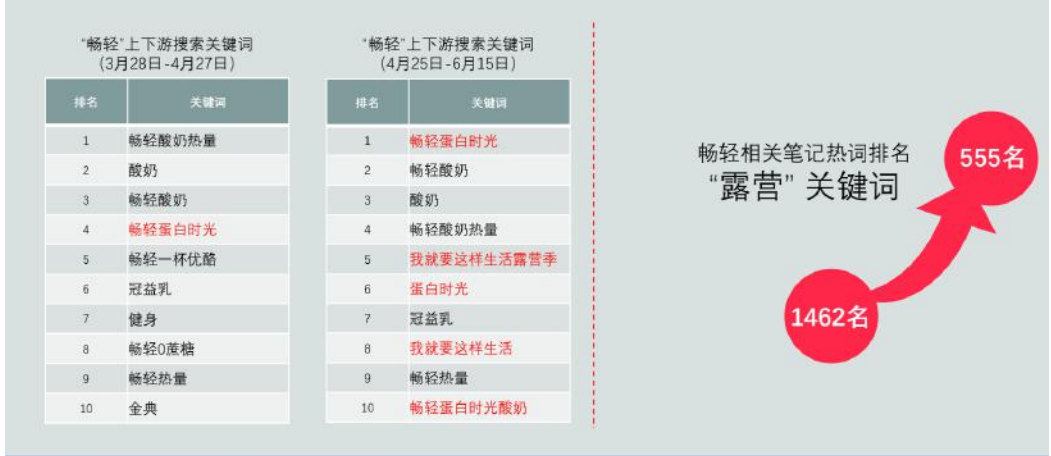 “畅轻”上下游搜索关键词
（3月28日-4月27日）
排名 关键词
1 畅轻酸奶热量
2 酸奶
3 畅轻酸奶
4 畅轻蛋白时光
5 畅轻一杯优酪
6 冠益乳
7 健身
8 畅轻0蔗糖
9 畅轻热量
10 金典
“畅轻”上下游搜索关键词
（4月25日-6月15日）
排名 关键词
1 畅轻蛋白时光
2 畅轻酸奶
3 酸奶
4 畅轻酸奶热量
5 我就要这样生活露营季
6 蛋白时光
7 冠益乳
8 我就要这样生活
9 畅轻热量
10 畅轻蛋白时光酸奶
畅轻相关笔记热词排名
“露营” 关键词
555名
1462名